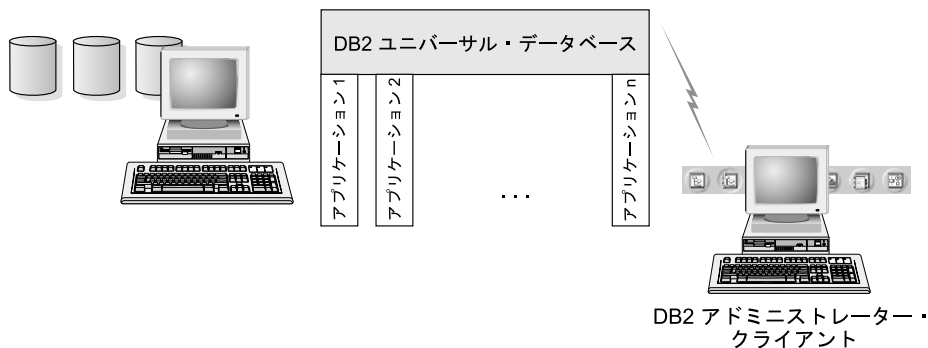 DB2 ユニバーサル・データベース
アプリケーション 1
アプリケーション 2
...
アプリケーション n
DB2 アドミニストレーター・
クライアント